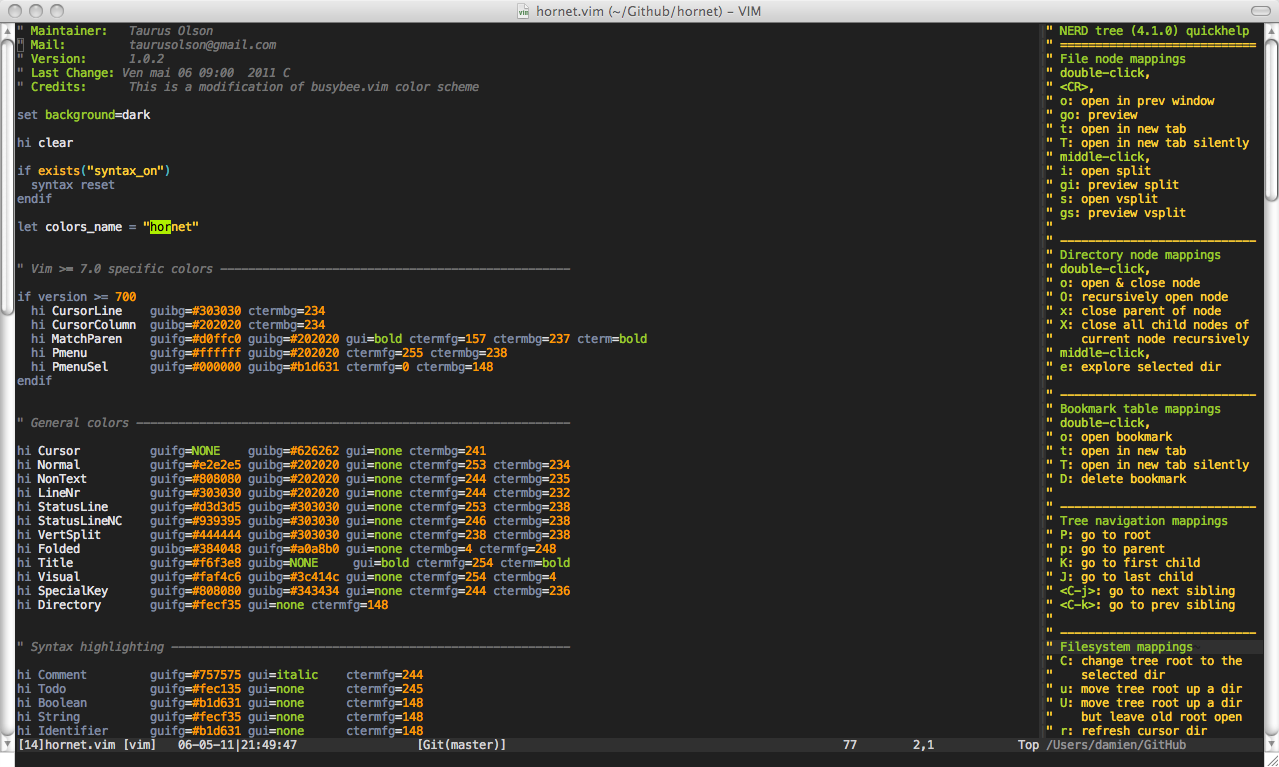 hornet.vim (~/Github/hornet) – VIM
" Maintainer:   Taurus Olson
" Mail:         taurusolson@gmail.com
" Version:      1.0.2
" Last Change: Ven mai 06 09:00  2011 C
" Credits:      This is a modification of busybee.vim color scheme
set background=dark
hi clear
if exists("syntax_on")
  syntax reset
endif
let colors_name = "hornet"
" Vim >= 7.0 specific colors --------------------------------------------------
if version >= 700
  hi CursorLine    guibg=#303030 ctermbg=234
  hi CursorColumn  guibg=#202020 ctermbg=234
  hi MatchParen    guifg=#d0ffc0 guibg=#202020 gui=bold ctermfg=157 ctermbg=237 cterm=bold
  hi Pmenu         guifg=#ffffff guibg=#202020 ctermfg=255 ctermbg=238
  hi PmenuSel      guifg=#000000 guibg=#b1d631 ctermfg=0 ctermbg=148
endif
" General colors --------------------------------------------------------------
hi Cursor          guifg=NONE    guibg=#626262 gui=none ctermbg=241
hi Normal          guifg=#e2e2e5 guibg=#202020 gui=none ctermfg=253 ctermbg=234
hi NonText         guifg=#808080 guibg=#202020 gui=none ctermfg=244 ctermbg=235
hi LineNr          guifg=#303030 guibg=#202020 gui=none ctermfg=244 ctermbg=232
hi StatusLine      guifg=#d3d3d5 guibg=#303030 gui=none ctermfg=253 ctermbg=238
hi StatusLineNC    guifg=#939395 guibg=#303030 gui=none ctermfg=246 ctermbg=238
hi VertSplit       guifg=#444444 guibg=#303030 gui=none ctermfg=238 ctermbg=238
hi Folded          guibg=#384048 guifg=#a0a8b0 gui=none ctermbg=4 ctermfg=248
hi Title           guifg=#f6f3e8 guibg=NONE     gui=bold ctermfg=254 cterm=bold
hi Visual          guifg=#faf4c6 guibg=#3c414c gui=none ctermfg=254 ctermbg=4
hi SpecialKey      guifg=#808080 guibg=#343434 gui=none ctermfg=244 ctermbg=236
hi Directory       guifg=#fecf35 gui=none ctermfg=148
" Syntax highlighting ---------------------------------------------------------
hi Comment         guifg=#757575 gui=italic    ctermfg=244
hi Todo            guifg=#fec135 gui=none      ctermfg=245
hi Boolean         guifg=#b1d631 gui=none      ctermfg=148
hi String          guifg=#fecf35 gui=none      ctermfg=148
hi Identifier      guifg=#b1d631 gui=none      ctermfg=148
[14]hornet.vim [vim]   06-05-11|21:49:47                 [Git(master)]                                                77        2,1            Top
" NERD tree (4.1.0) quickhelp
" ============================
" File node mappings
" double-click,
" <CR>,
" o: open in prev window
" go: preview
" t: open in new tab
" T: open in new tab silently
" middle-click,
" i: open split
" gi: preview split
" s: open vsplit
" gs: preview vsplit
"
" ----------------------------
" Directory node mappings
" double-click,
" o: open & close node
" O: recursively open node
" x: close parent of node
" X: close all child nodes of
"    current node recursively
" middle-click,
" e: explore selected dir
"
" ----------------------------
" Bookmark table mappings
" double-click,
" o: open bookmark
" t: open in new tab
" T: open in new tab silently
" D: delete bookmark
"
" ----------------------------
" Tree navigation mappings
" P: go to root
" p: go to parent
" K: go to first child
" J: go to last child
" <C-j>: go to next sibling
" <C-k>: go to prev sibling
"
" ----------------------------
" Filesystem mappings
" C: change tree root to the
"    selected dir
" u: move tree root up a dir
" U: move tree root up a dir
"    but leave old root open
" r: refresh cursor dir
/Users/damien/GitHub